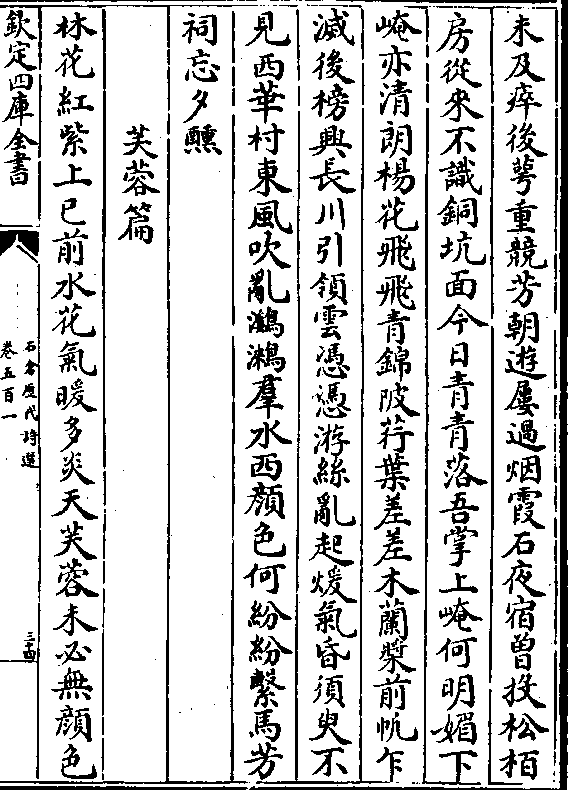 未及瘁後萼重競芳朝遊屢過烟霞石夜宿曽投松栢
房從來不識銅坑面今日青青落吾掌上崦何明媚下
崦亦清朗楊花飛飛青錦陂荇葉差差木蘭槳前帆乍
滅後榜興長川引領雲憑憑游絲亂起煖氣昏須臾不
見西華村東風吹亂鸂鶒羣水西顔色何紛紛繫馬芳
祠忘夕醺
芙蓉篇
林花紅紫上巳前水花氣暖多炎天芙蓉未必無顔色
欽定四庫全書
石倉歷代詩選
卷五百一
三四